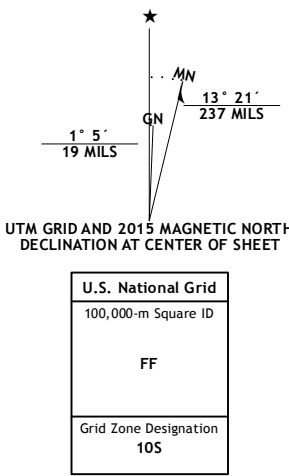 ★
MN
GN
13° 21´
237 MILS
1° 5´
19 MILS
UTM GRID AND 2015 MAGNETIC NORTH
DECLINATION AT CENTER OF SHEET
U.S. National Grid
100,000-m Square ID
FF
Grid Zone Designation
10S